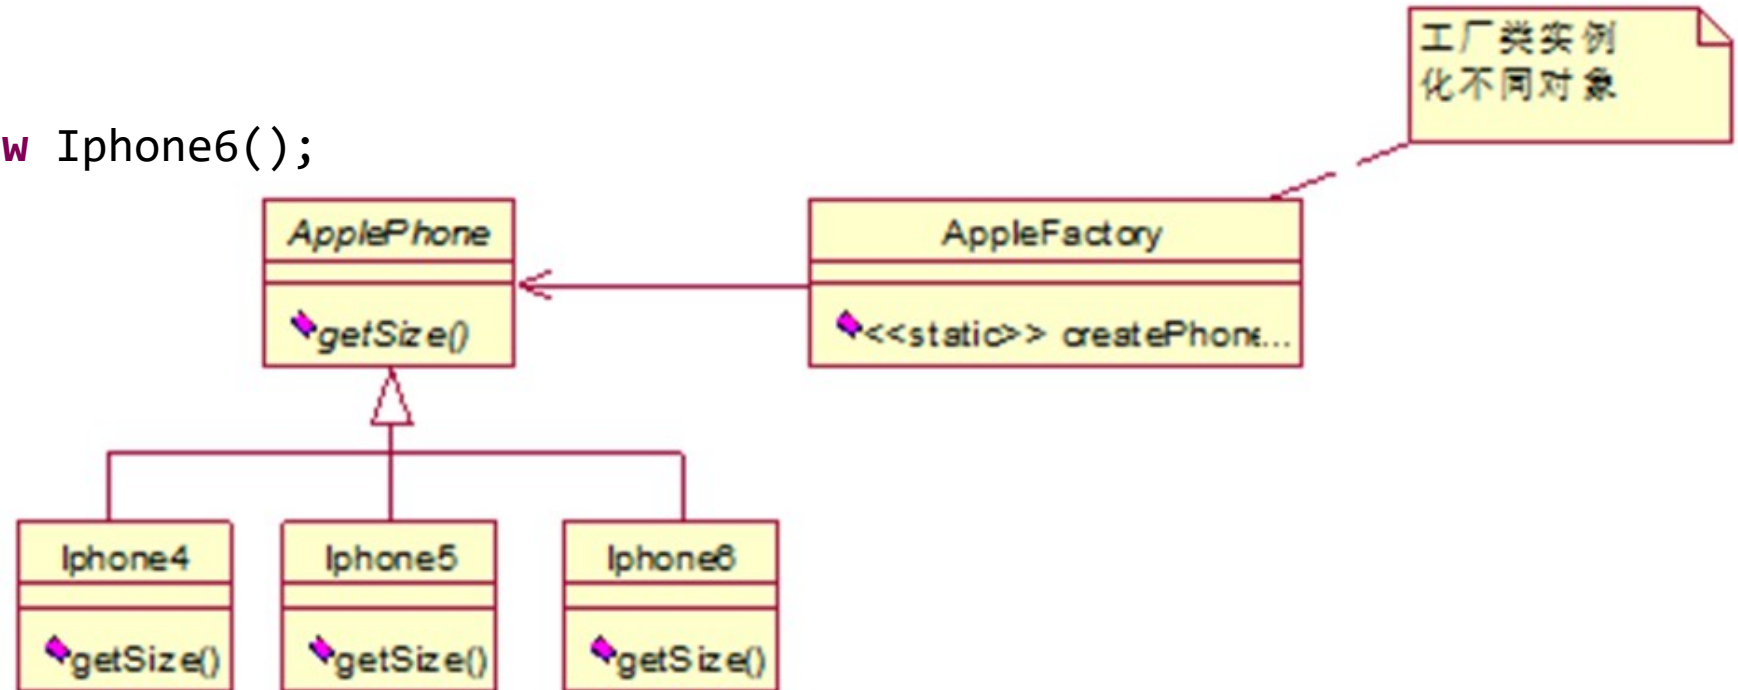 工厂类实例
化不同对象
w Iphone6();
ApplePhone
AppleFactory
getSize()
<<static>> createPhone...
Iphone4
Iphone5
Iphone6
getSize()
getSize()
getSize()